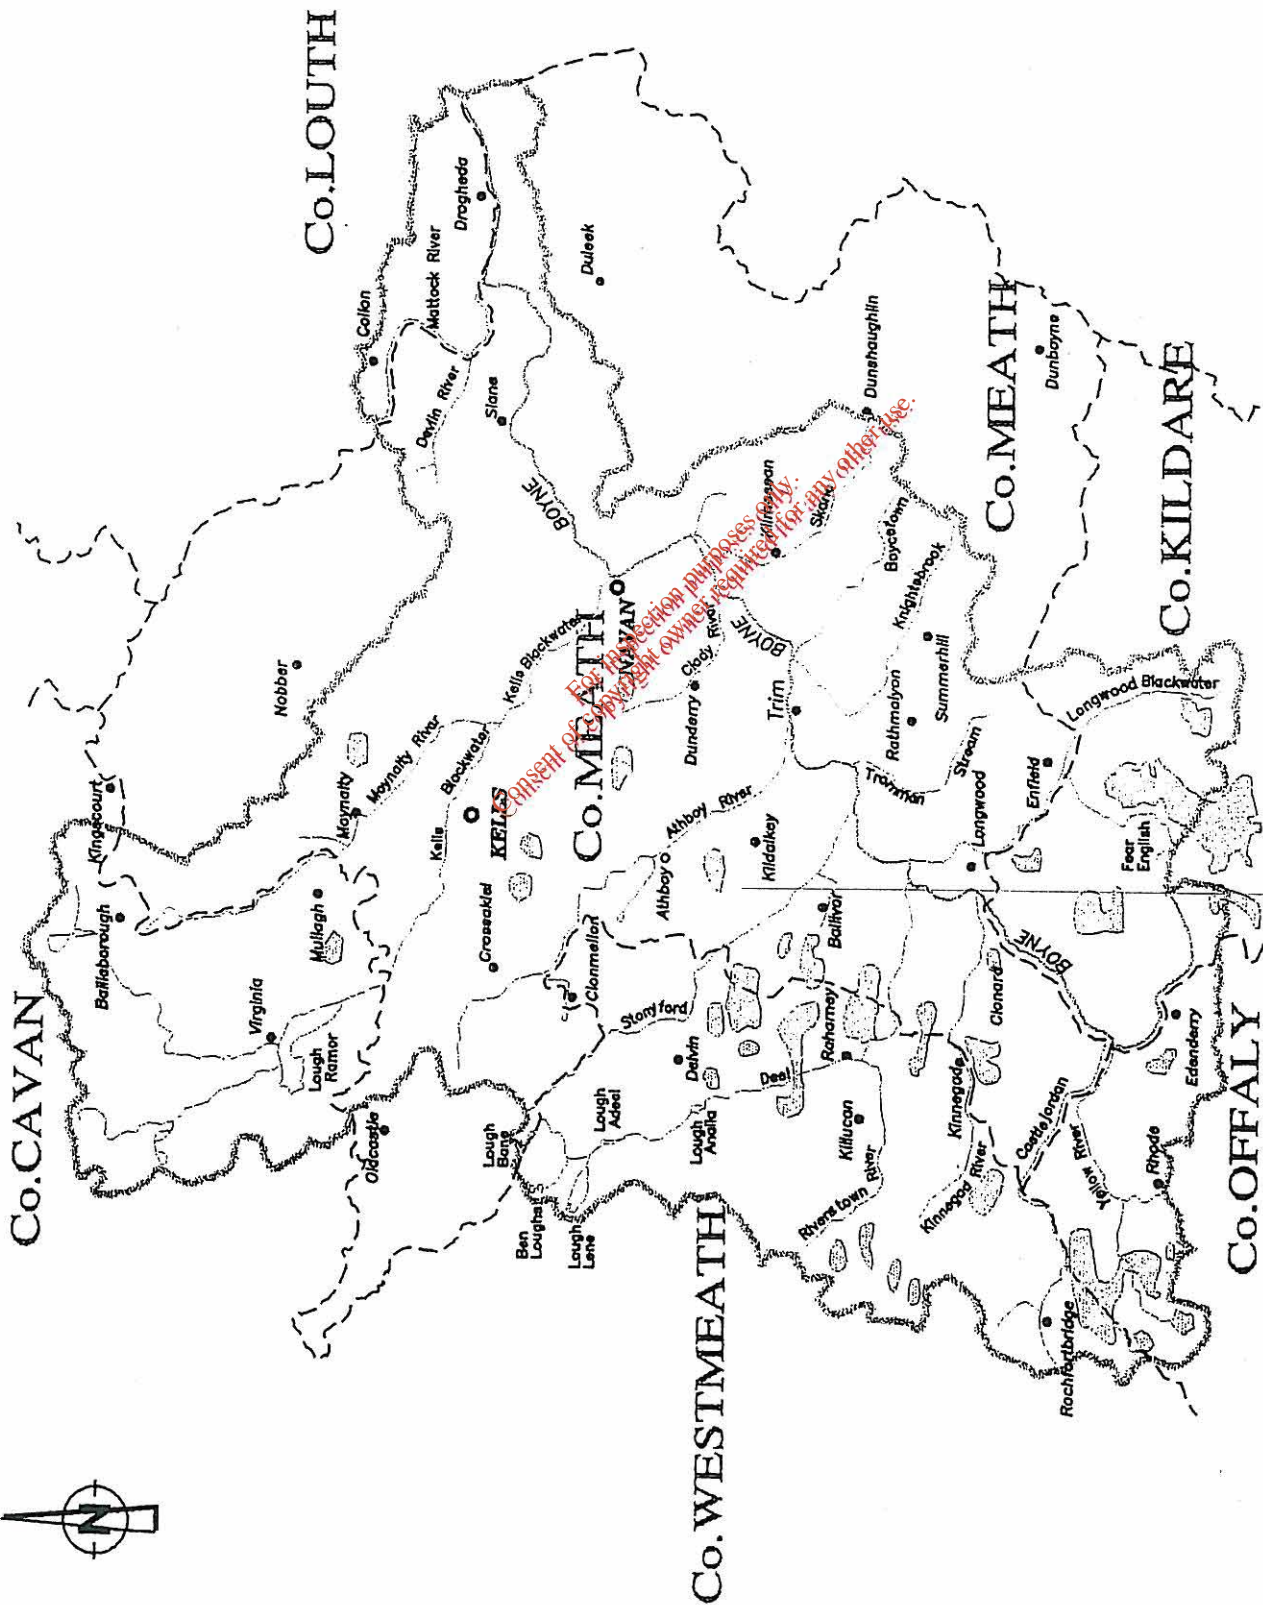 Co.CAVAN
Co.LOUTH
Kingscourt
Bailieborough
Nobber
Virginia
Mullagh
Moynalty
Moynalty River
Lough
Ramor
Collon
Mattock River
Drogheda
Devlin River
Slane
Duleek
Oldcastle
Kells
Blackwater
Kells Blackwater
KELLS
Crossakiel
BOYNE
NAVAN
Co.MEATH
Lough
Bane
Ben
Loughs
Lough
Lene
Lough
Adeel
Clonmellon
Stonyford
Athboy
Athboy River
Dunderry
Clady River
BOYNE
Skane
Dunshaughlin
Delvin
Lough
Analla
Deel
Kildalkey
Trim
Ballivor
Raharney
Killucan
Riverstown River
Boycetown
Knightsbrook
Rathmolyon
Summerhill
Tromman
Stream
Longwood
Co.MEATH
Dunboyne
Kinnegade
Kinnegad River
Clonard
BOYNE
Enfield
Longwood Blackwater
Co.KILDARE
Castlejordan
Yellow River
Rhode
Edenderry
Fear
English
Rochfortbridge
Co.WESTMEATH
Co.OFFALY
N
For inspection purposes only.
Consent of copyright owner required for any other use.